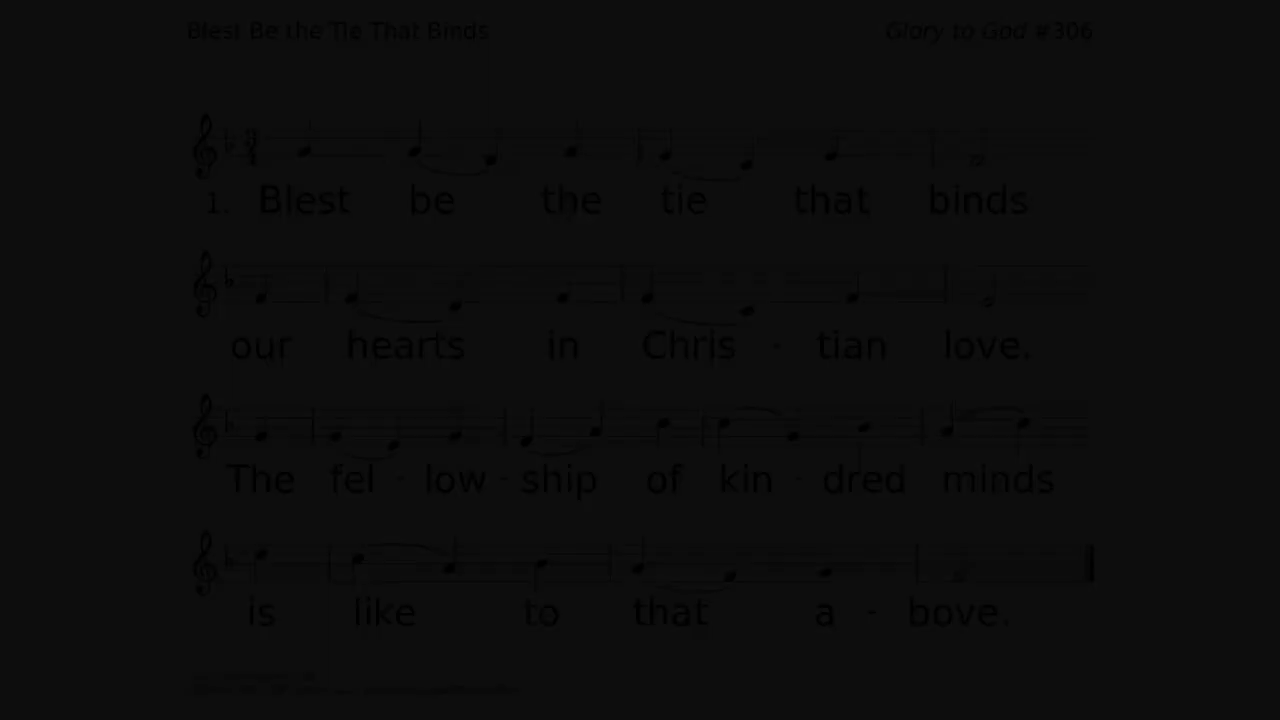 Blest Be the Tie That Binds
Glory to God #306
1. Blest be the tie that binds
our hearts in Chris - tian love.
The fel - low - ship of kin - dred minds
is like to that a - bove.